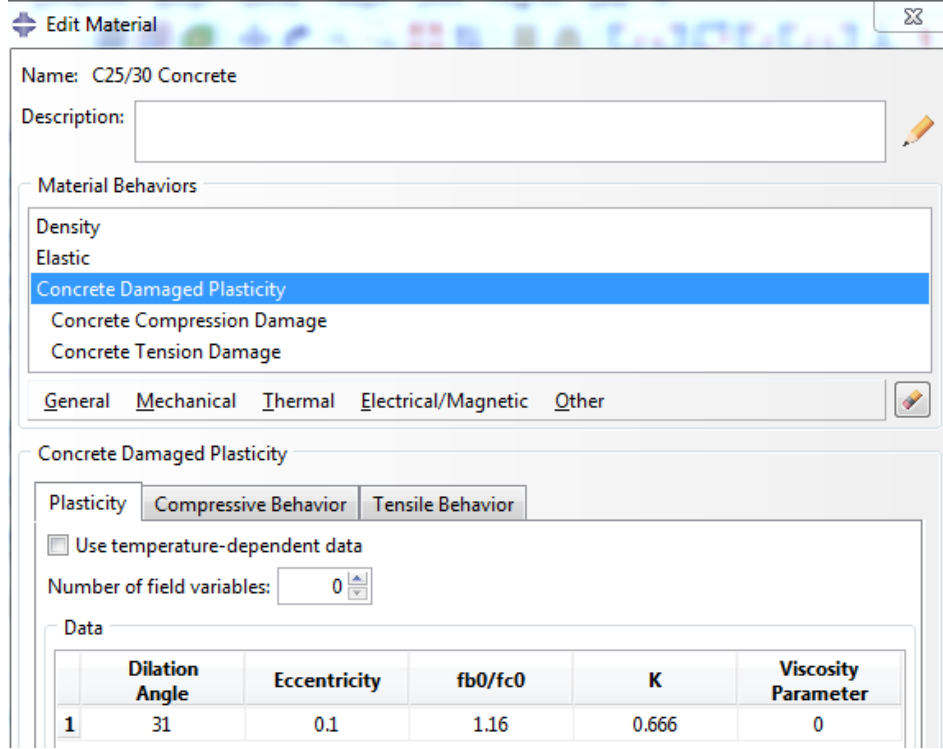 Edit Material
Name: C25/30 Concrete
Description:
Material Behaviors
Density
Elastic
Concrete Damaged Plasticity
Concrete Compression Damage
Concrete Tension Damage
General Mechanical Thermal Electrical/Magnetic Other
Concrete Damaged Plasticity
Plasticity Compressive Behavior Tensile Behavior
Use temperature-dependent data
Number of field variables: 0
Data
Dilation Angle Eccentricity fb0/fc0 K Viscosity Parameter
1 31 0.1 1.16 0.666 0